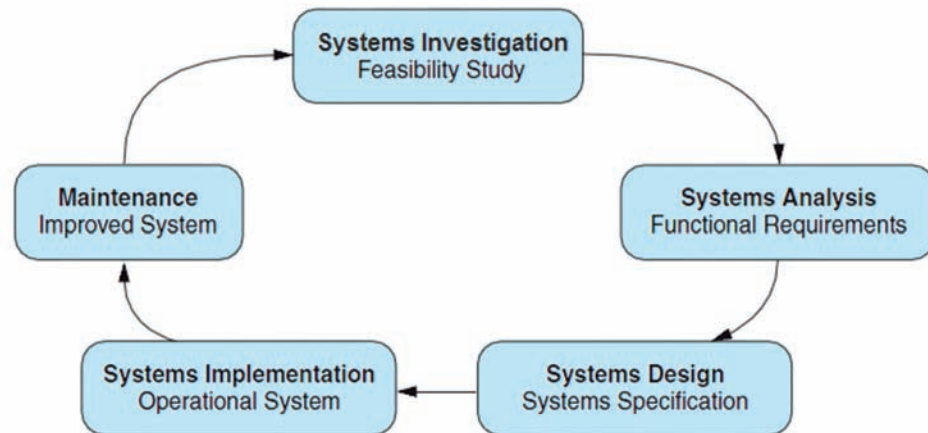 Systems Investigation
Feasibility Study
Systems Analysis
Functional Requirements
Systems Design
Systems Specification
Systems Implementation
Operational System
Maintenance
Improved System